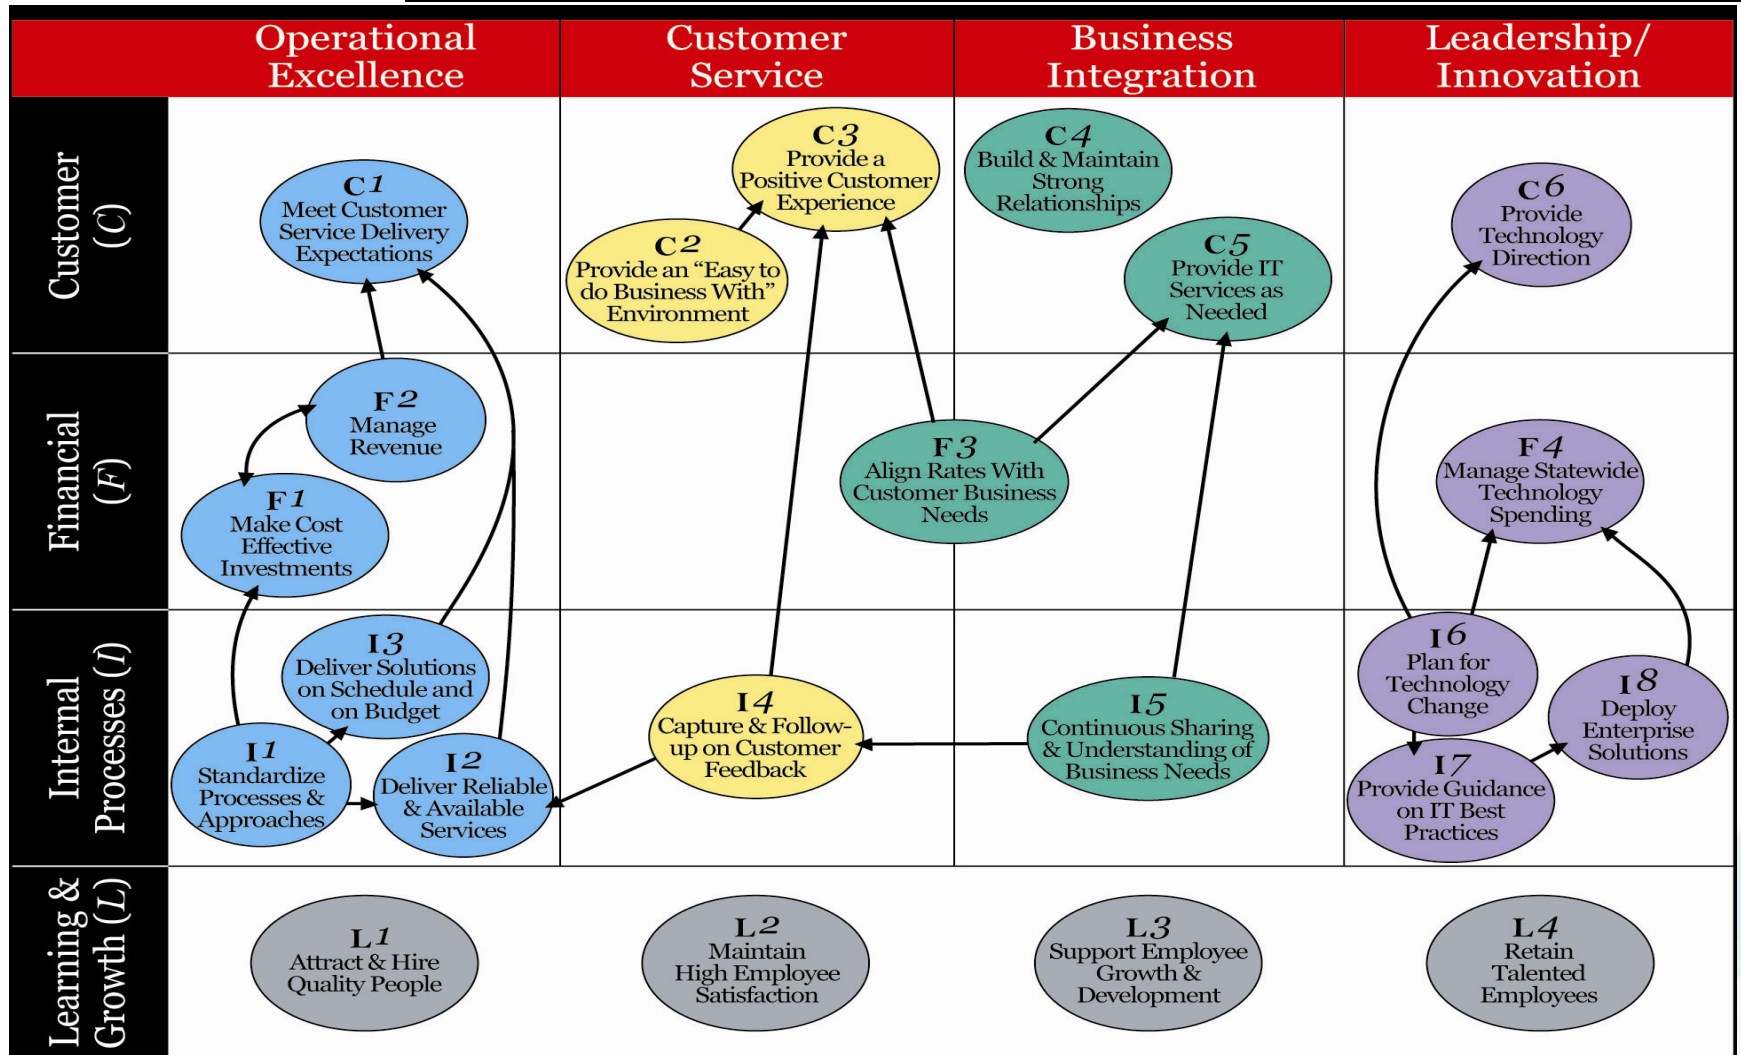 Operational
Excellence
Customer
Service
Business
Integration
Leadership/
Innovation
Customer
(C)
C1
Meet Customer
Service Delivery
Expectations
C2
Provide an “Easy to
do Business With”
Environment
C3
Provide a
Positive Customer
Experience
C4
Build & Maintain
Strong
Relationships
C5
Provide IT
Services as
Needed
C6
Provide
Technology
Direction
Financial
(F)
F2
Manage
Revenue
F1
Make Cost
Effective
Investments
F3
Align Rates With
Customer Business
Needs
F4
Manage Statewide
Technology
Spending
Internal
Processes (I)
I3
Deliver Solutions
on Schedule and
on Budget
I1
Standardize
Processes &
Approaches
I2
Deliver Reliable
& Available
Services
I4
Capture & Follow-
up on Customer
Feedback
I5
Continuous Sharing
& Understanding of
Business Needs
I6
Plan for
Technology
Change
I8
Deploy
Enterprise
Solutions
I7
Provide Guidance
on IT Best
Practices
Learning &
Growth (L)
L1
Attract & Hire
Quality People
L2
Maintain
High Employee
Satisfaction
L3
Support Employee
Growth &
Development
L4
Retain
Talented
Employees